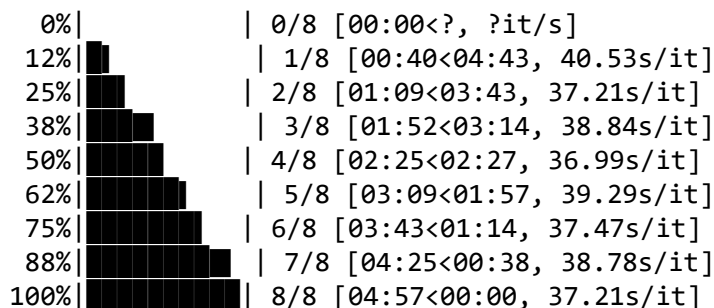 0%| | 0/8 [00:00<?, ?it/s]
12%|█▎ | 1/8 [00:40<04:43, 40.53s/it]
25%|██▌ | 2/8 [01:09<03:43, 37.21s/it]
38%|███▊ | 3/8 [01:52<03:14, 38.84s/it]
50%|█████ | 4/8 [02:25<02:27, 36.99s/it]
62%|██████▎ | 5/8 [03:09<01:57, 39.29s/it]
75%|███████▌ | 6/8 [03:43<01:14, 37.47s/it]
88%|████████▊ | 7/8 [04:25<00:38, 38.78s/it]
100%|██████████| 8/8 [04:57<00:00, 37.21s/it]